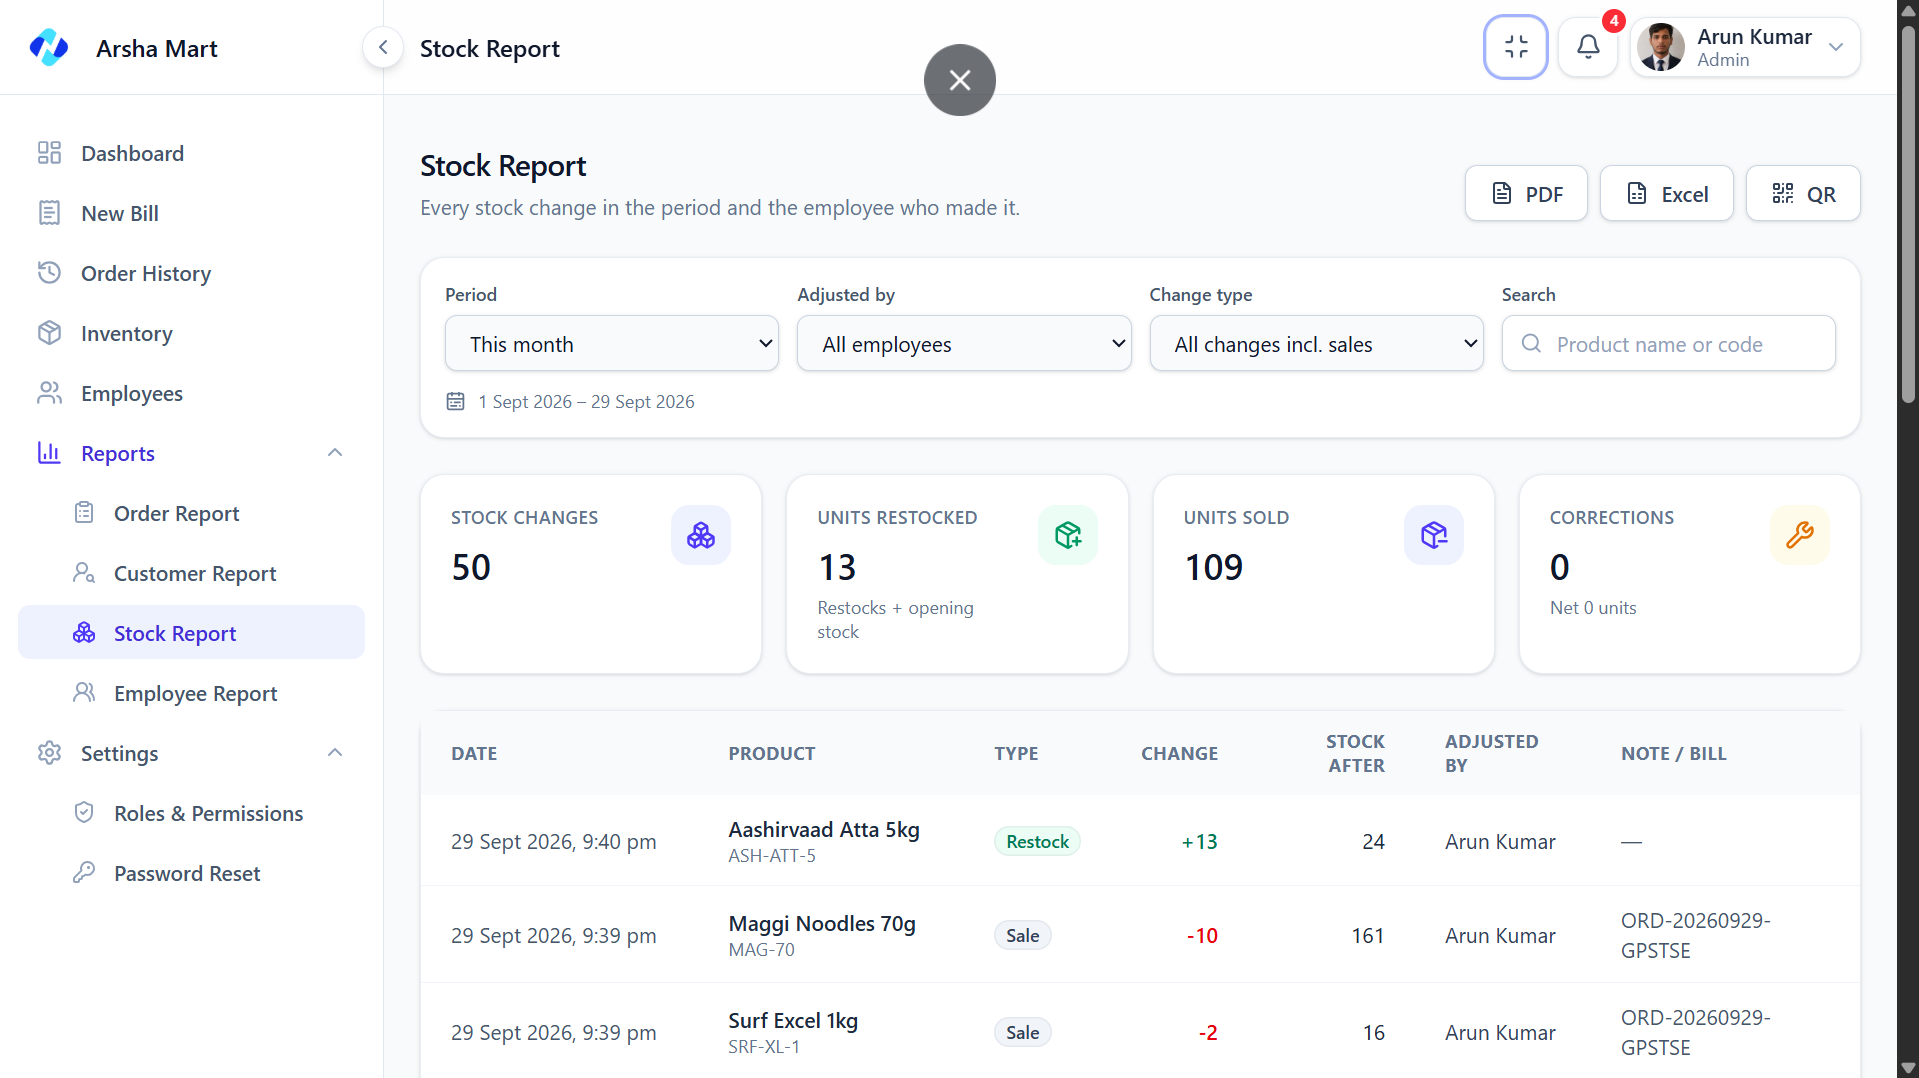 Arsha Mart
Stock Report
4
Arun Kumar
Admin
Dashboard
New Bill
Order History
Inventory
Employees
Reports
Order Report
Customer Report
Stock Report
Employee Report
Settings
Roles & Permissions
Password Reset
Stock Report
Every stock change in the period and the employee who made it.
PDF
Excel
QR
Period
Adjusted by
Change type
Search
This month
All employees
All changes incl. sales
Product name or code
1 Sept 2026 – 29 Sept 2026
STOCK CHANGES
50
UNITS RESTOCKED
13
Restocks + opening
stock
UNITS SOLD
109
CORRECTIONS
0
Net 0 units
DATE PRODUCT TYPE CHANGE STOCK AFTER ADJUSTED BY NOTE / BILL
29 Sept 2026, 9:40 pm Aashirvaad Atta 5kg Restock +13 24 Arun Kumar —
ASH-ATT-5
29 Sept 2026, 9:39 pm Maggi Noodles 70g Sale -10 161 Arun Kumar ORD-20260929-
MAG-70 GPSTSE
29 Sept 2026, 9:39 pm Surf Excel 1kg Sale -2 16 Arun Kumar ORD-20260929-
SRF-XL-1 GPSTSE